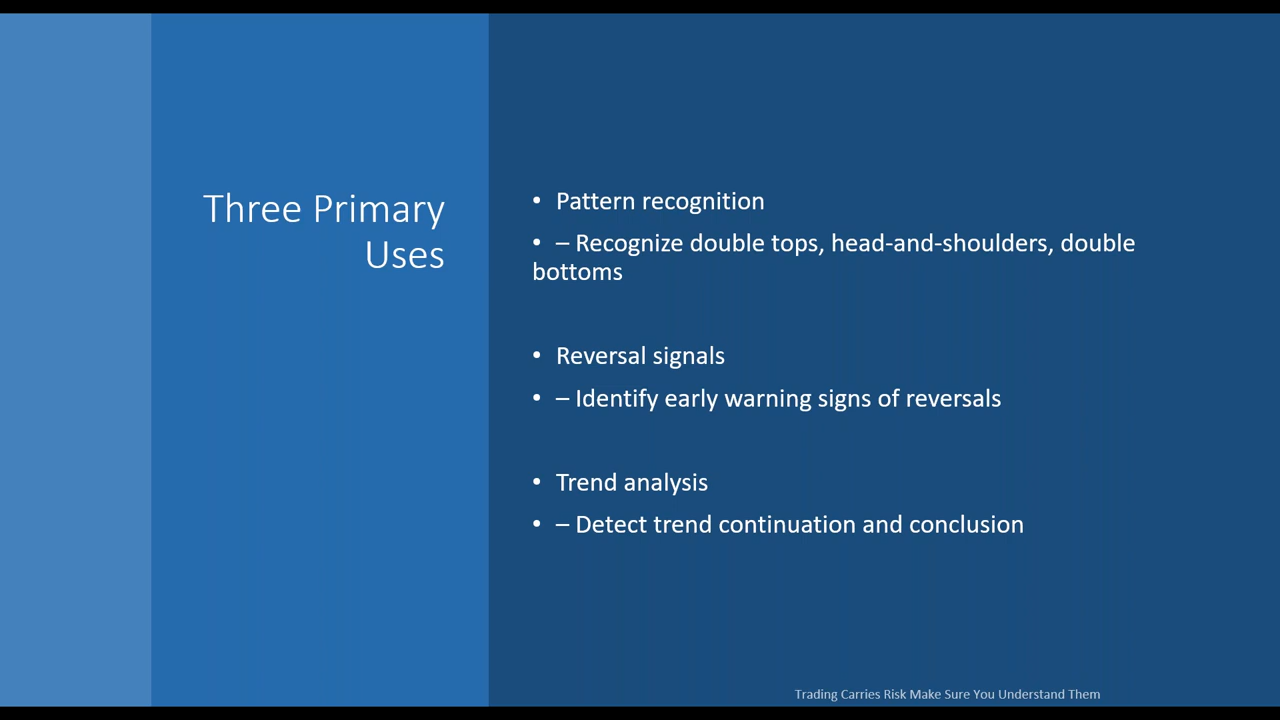 Three Primary
Uses
• Pattern recognition
• – Recognize double tops, head-and-shoulders, double
bottoms
• Reversal signals
• – Identify early warning signs of reversals
• Trend analysis
• – Detect trend continuation and conclusion
Trading Carries Risk Make Sure You Understand Them